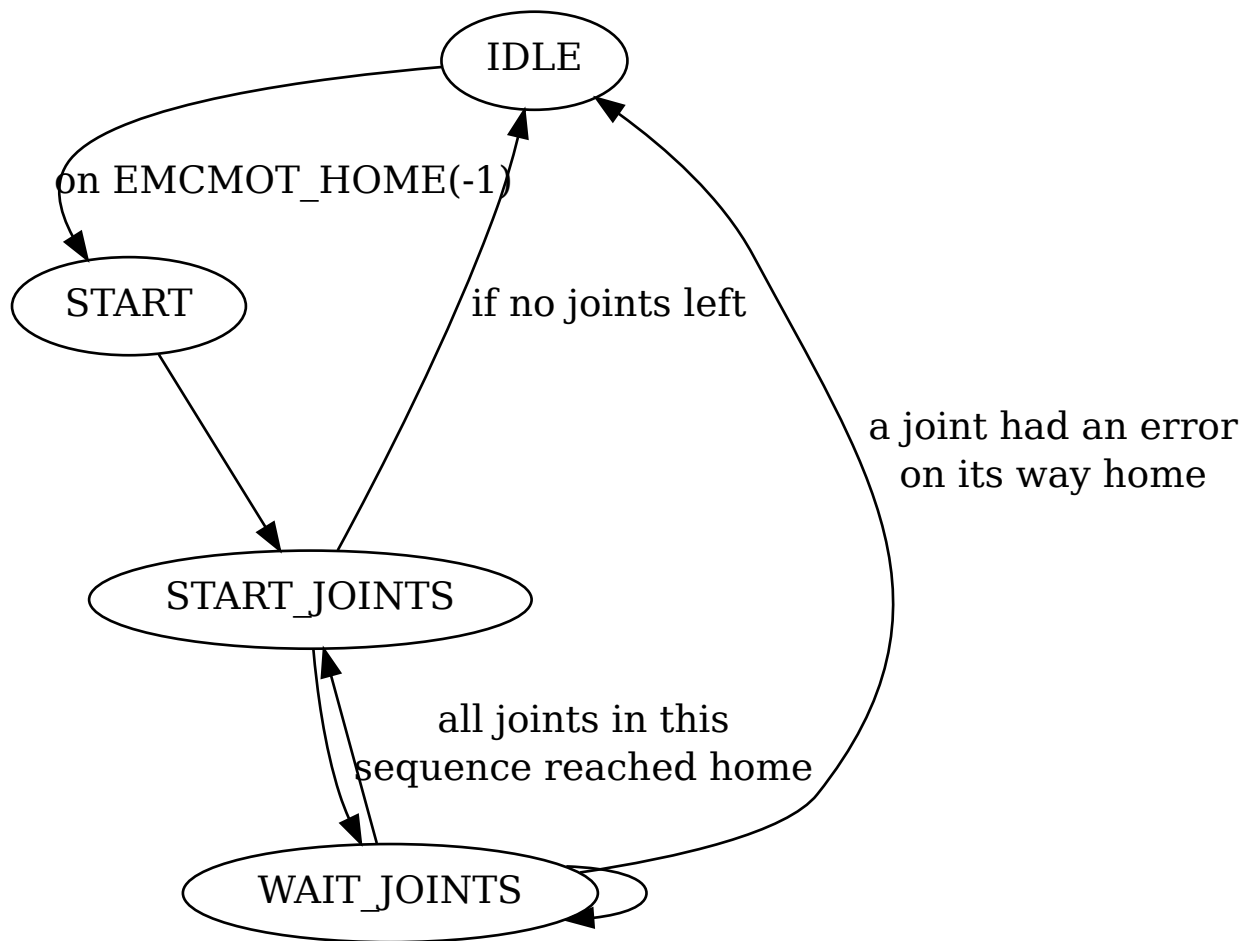 IDLE
on EMCMOT_HOME(-1)
START
if no joints left
a joint had an error
on its way home
START_JOINTS
all joints in this
sequence reached home
WAIT_JOINTS